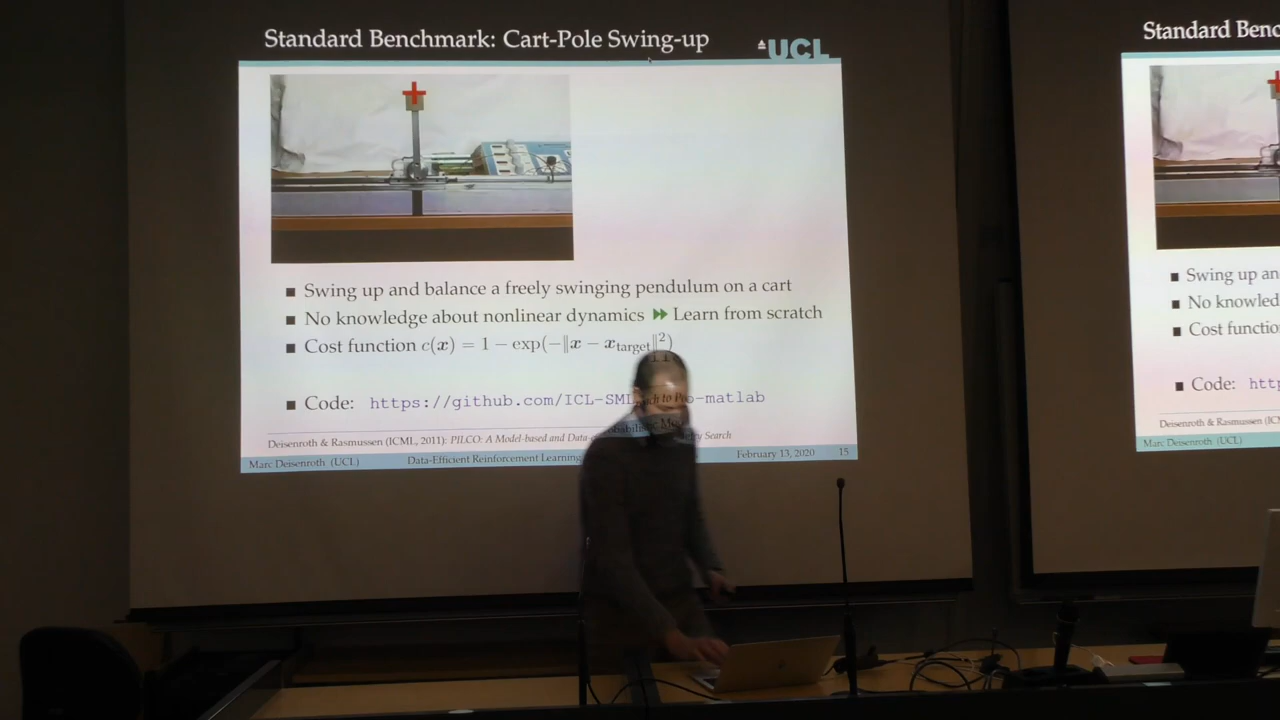 Standard Benchmark: Cart-Pole Swing-up
UCL
Swing up and balance a freely swinging pendulum on a cart
No knowledge about nonlinear dynamics Learn from scratch
Cost function c(x) = 1 − exp(−‖x − x_target‖²)
Code: https://github.com/ICL-SML -matlab
Deisenroth & Rasmussen (ICML, 2011): PILCO: A Model-based and Data- Search
Marc Deisenroth (UCL) Data-Efficient Reinforcement Learning February 13, 2020 15
Standard Benc
Swing up an
No knowled
Cost functio
Code: http
Deisenroth & Rasmussen (ICM
Marc Deisenroth (UCL)